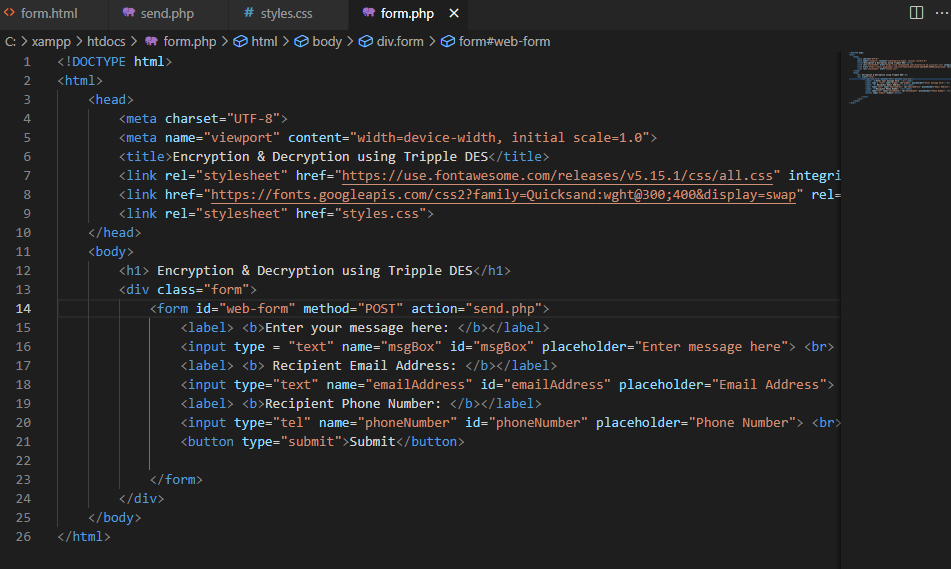 form.html send.php # styles.css form.php ×
C: > xampp > htdocs > form.php > html > body > div.form > form#web-form
1 <!DOCTYPE html>
2 <html>
3 <head>
4 <meta charset="UTF-8">
5 <meta name="viewport" content="width=device-width, initial scale=1.0">
6 <title>Encryption & Decryption using Tripple DES</title>
7 <link rel="stylesheet" href="https://use.fontawesome.com/releases/v5.15.1/css/all.css" integri
8 <link href="https://fonts.googleapis.com/css2?family=Quicksand:wght@300;400&display=swap" rel=
9 <link rel="stylesheet" href="styles.css">
10 </head>
11 <body>
12 <h1> Encryption & Decryption using Tripple DES</h1>
13 <div class="form">
14 <form id="web-form" method="POST" action="send.php">
15 <label> <b>Enter your message here: </b></label>
16 <input type = "text" name="msgBox" id="msgBox" placeholder="Enter message here"> <br>
17 <label> <b> Recipient Email Address: </b></label>
18 <input type="text" name="emailAddress" id="emailAddress" placeholder="Email Address">
19 <label> <b>Recipient Phone Number: </b></label>
20 <input type="tel" name="phoneNumber" id="phoneNumber" placeholder="Phone Number"> <br>
21 <button type="submit">Submit</button>
22
23 </form>
24 </div>
25 </body>
26 </html>